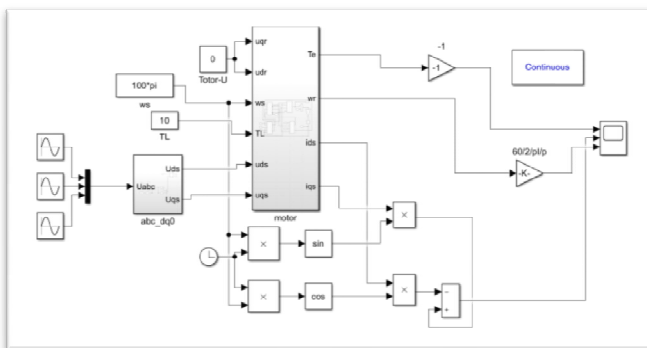 -1
uqr
Te
0
-1
Continuous
udr
Totor-U
100*pi
ws
wr
ws
10
TL
60/2/pI/p
TL
ids
Uds
uds
-K-
Uabc
Uqs
uqs
iqs
abc_dq0
motor
×
×
sin
×
cos
×
−
+